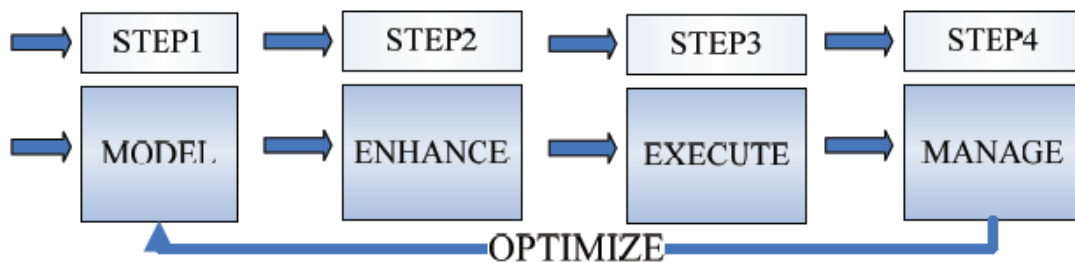 STEP1 STEP2 STEP3 STEP4
MODEL ENHANCE EXECUTE MANAGE
OPTIMIZE